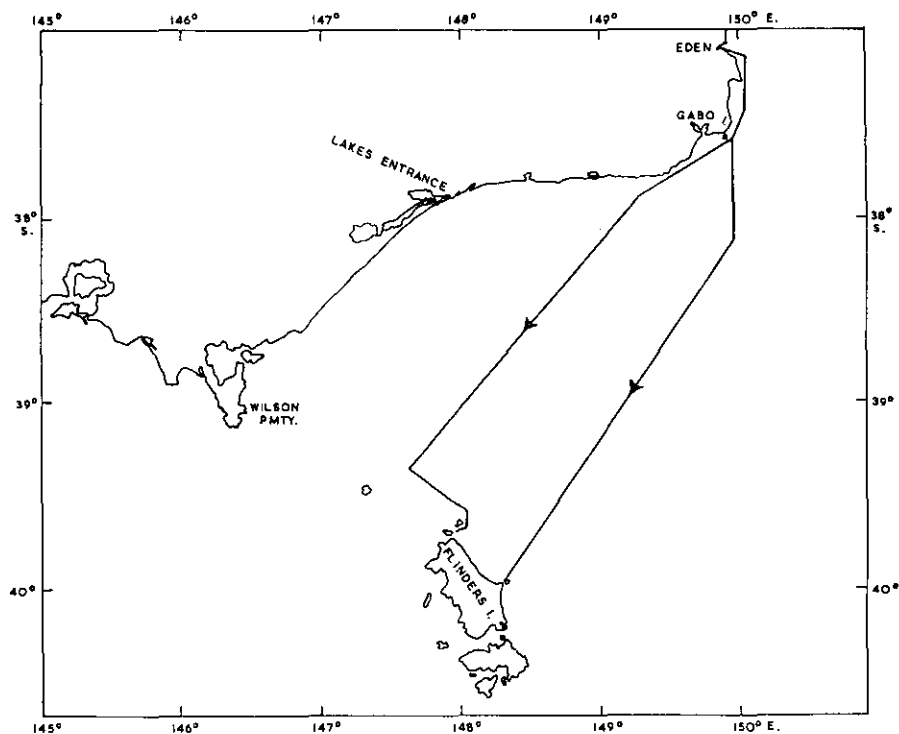 145° 146° 147° 148° 149° 150° E.
EDEN
GABO I.
LAKES ENTRANCE
38° S. 38° S.
WILSON PMTY.
39° 39°
FLINDERS I.
40° 40°
145° 146° 147° 148° 149° 150° E.